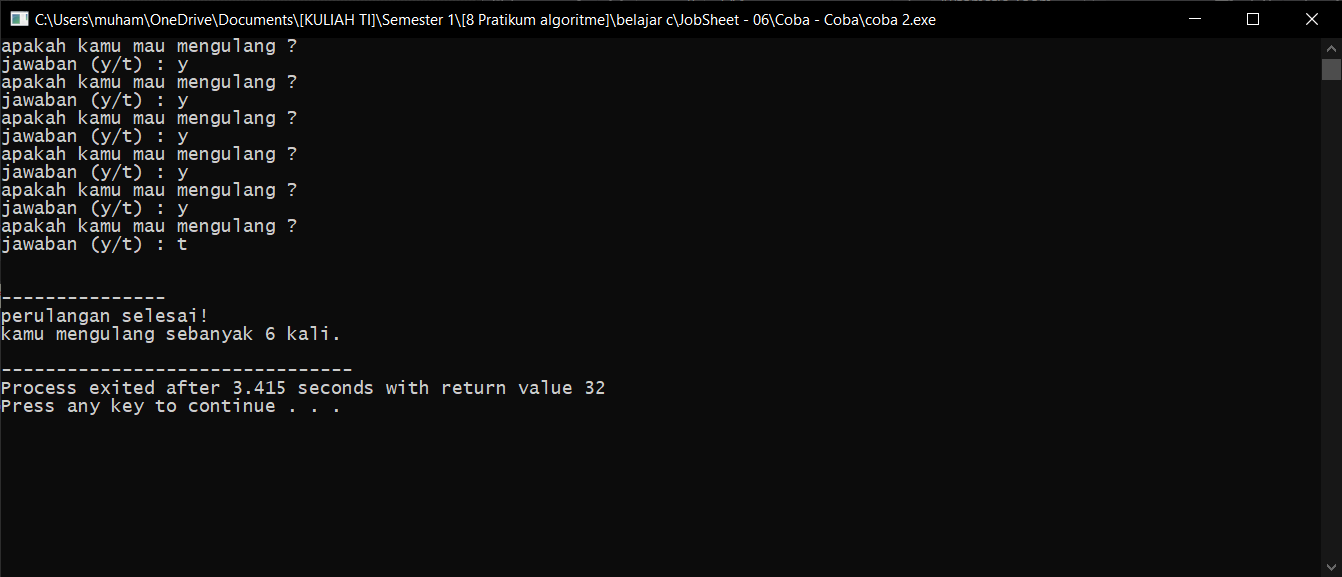 C:\Users\muham\OneDrive\Documents\[KULIAH TI]\Semester 1\[8 Pratikum algoritme]\belajar c\JobSheet - 06\Coba - Coba\coba 2.exe
apakah kamu mau mengulang ?
jawaban (y/t) : y
apakah kamu mau mengulang ?
jawaban (y/t) : y
apakah kamu mau mengulang ?
jawaban (y/t) : y
apakah kamu mau mengulang ?
jawaban (y/t) : y
apakah kamu mau mengulang ?
jawaban (y/t) : y
apakah kamu mau mengulang ?
jawaban (y/t) : t
---------------
perulangan selesai!
kamu mengulang sebanyak 6 kali.
--------------------------------
Process exited after 3.415 seconds with return value 32
Press any key to continue . . .